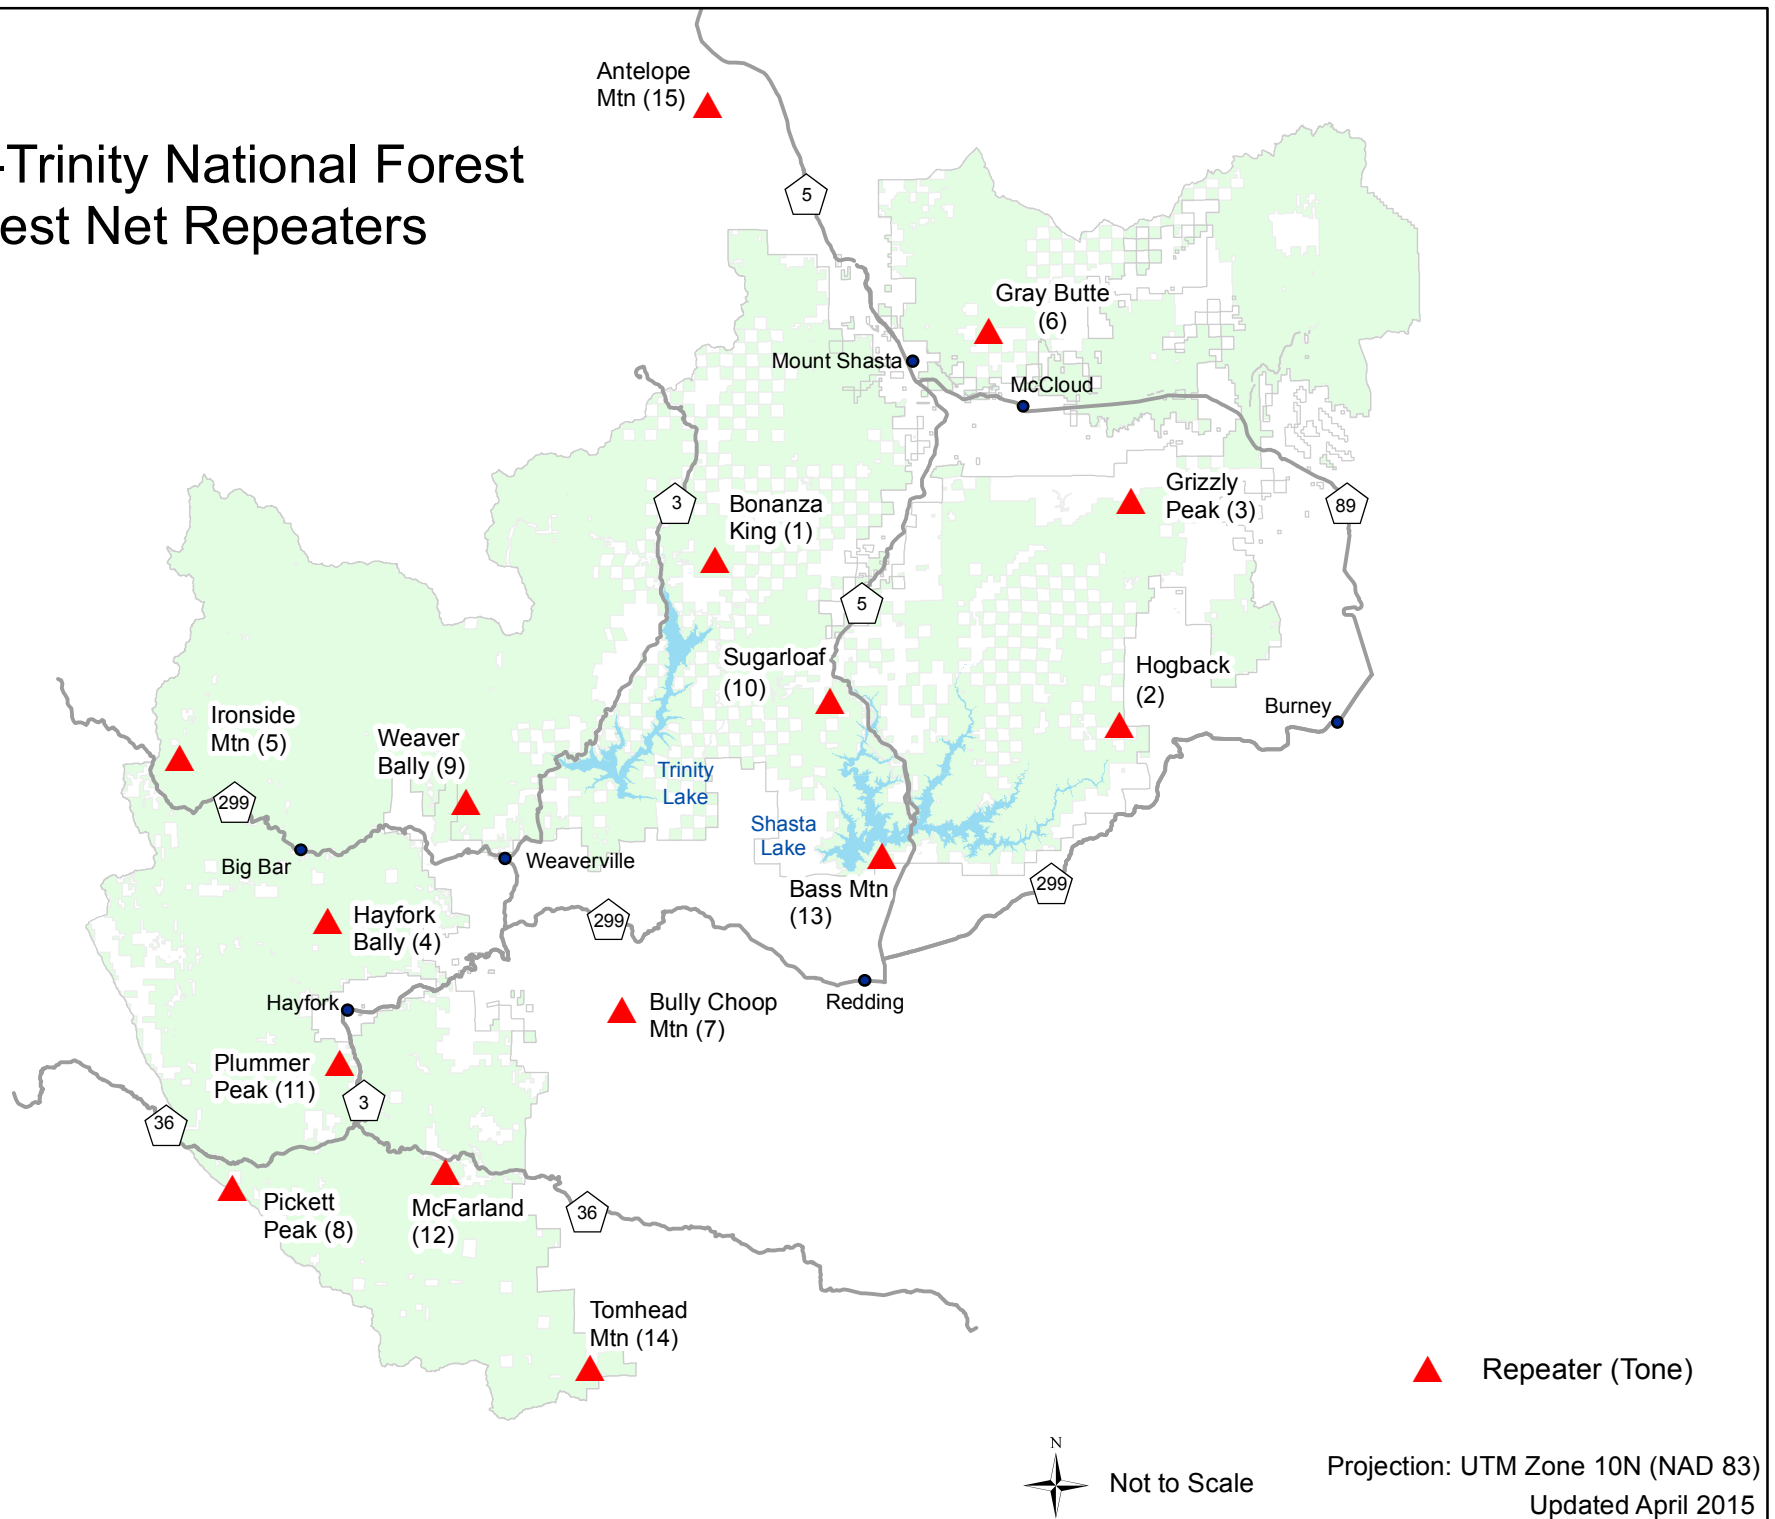 -Trinity National Forest
est Net Repeaters
Antelope
Mtn (15)
5
Gray Butte
(6)
Mount Shasta
McCloud
3
Bonanza
King (1)
Grizzly
Peak (3)
89
5
Sugarloaf
(10)
Hogback
(2)
Burney
Ironside
Mtn (5)
Weaver
Bally (9)
Trinity
Lake
299
Shasta
Lake
Big Bar
Weaverville
Bass Mtn
(13)
299
Hayfork
Bally (4)
299
Hayfork
Bully Choop
Mtn (7)
Redding
Plummer
Peak (11)
3
36
Pickett
Peak (8)
McFarland
(12)
36
Tomhead
Mtn (14)
Repeater (Tone)
N
Not to Scale
Projection: UTM Zone 10N (NAD 83)
Updated April 2015